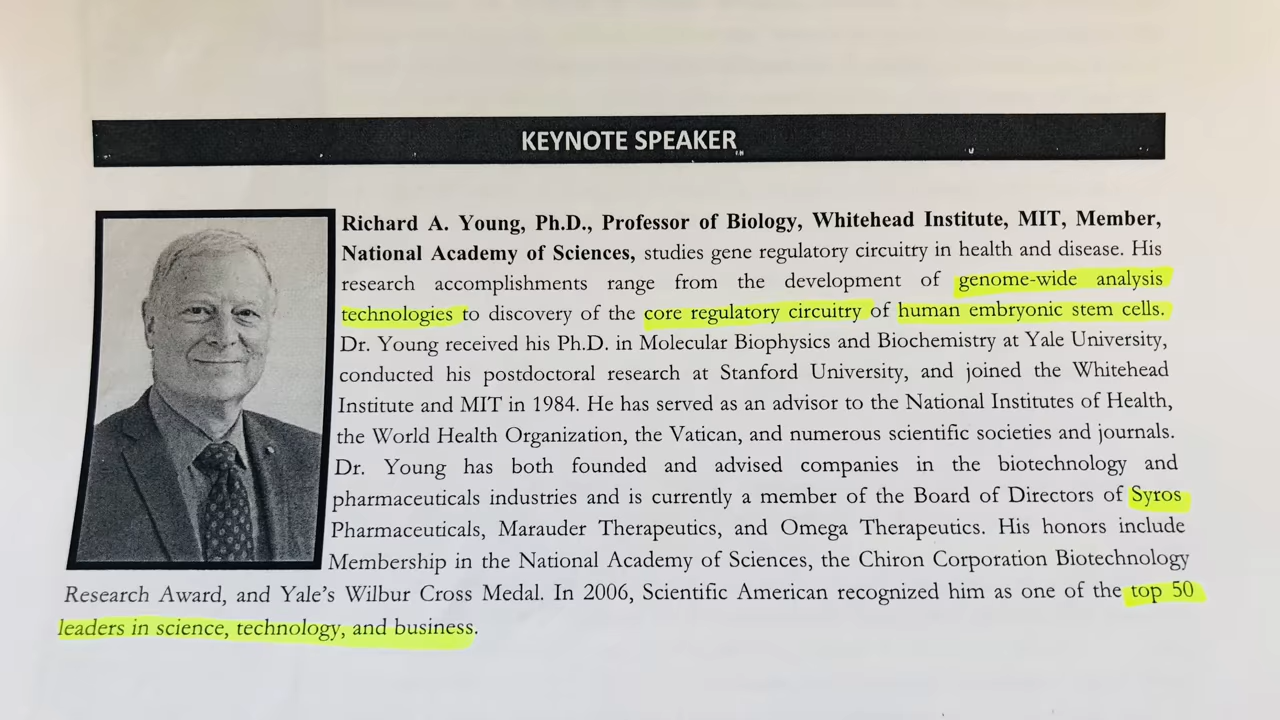 KEYNOTE SPEAKER
Richard A. Young, Ph.D., Professor of Biology, Whitehead Institute, MIT, Member,
National Academy of Sciences, studies gene regulatory circuitry in health and disease. His
research accomplishments range from the development of genome-wide analysis
technologies to discovery of the core regulatory circuitry of human embryonic stem cells.
Dr. Young received his Ph.D. in Molecular Biophysics and Biochemistry at Yale University,
conducted his postdoctoral research at Stanford University, and joined the Whitehead
Institute and MIT in 1984. He has served as an advisor to the National Institutes of Health,
the World Health Organization, the Vatican, and numerous scientific societies and journals.
Dr. Young has both founded and advised companies in the biotechnology and
pharmaceuticals industries and is currently a member of the Board of Directors of Syros
Pharmaceuticals, Marauder Therapeutics, and Omega Therapeutics. His honors include
Membership in the National Academy of Sciences, the Chiron Corporation Biotechnology
Research Award, and Yale's Wilbur Cross Medal. In 2006, Scientific American recognized him as one of the top 50
leaders in science, technology, and business.